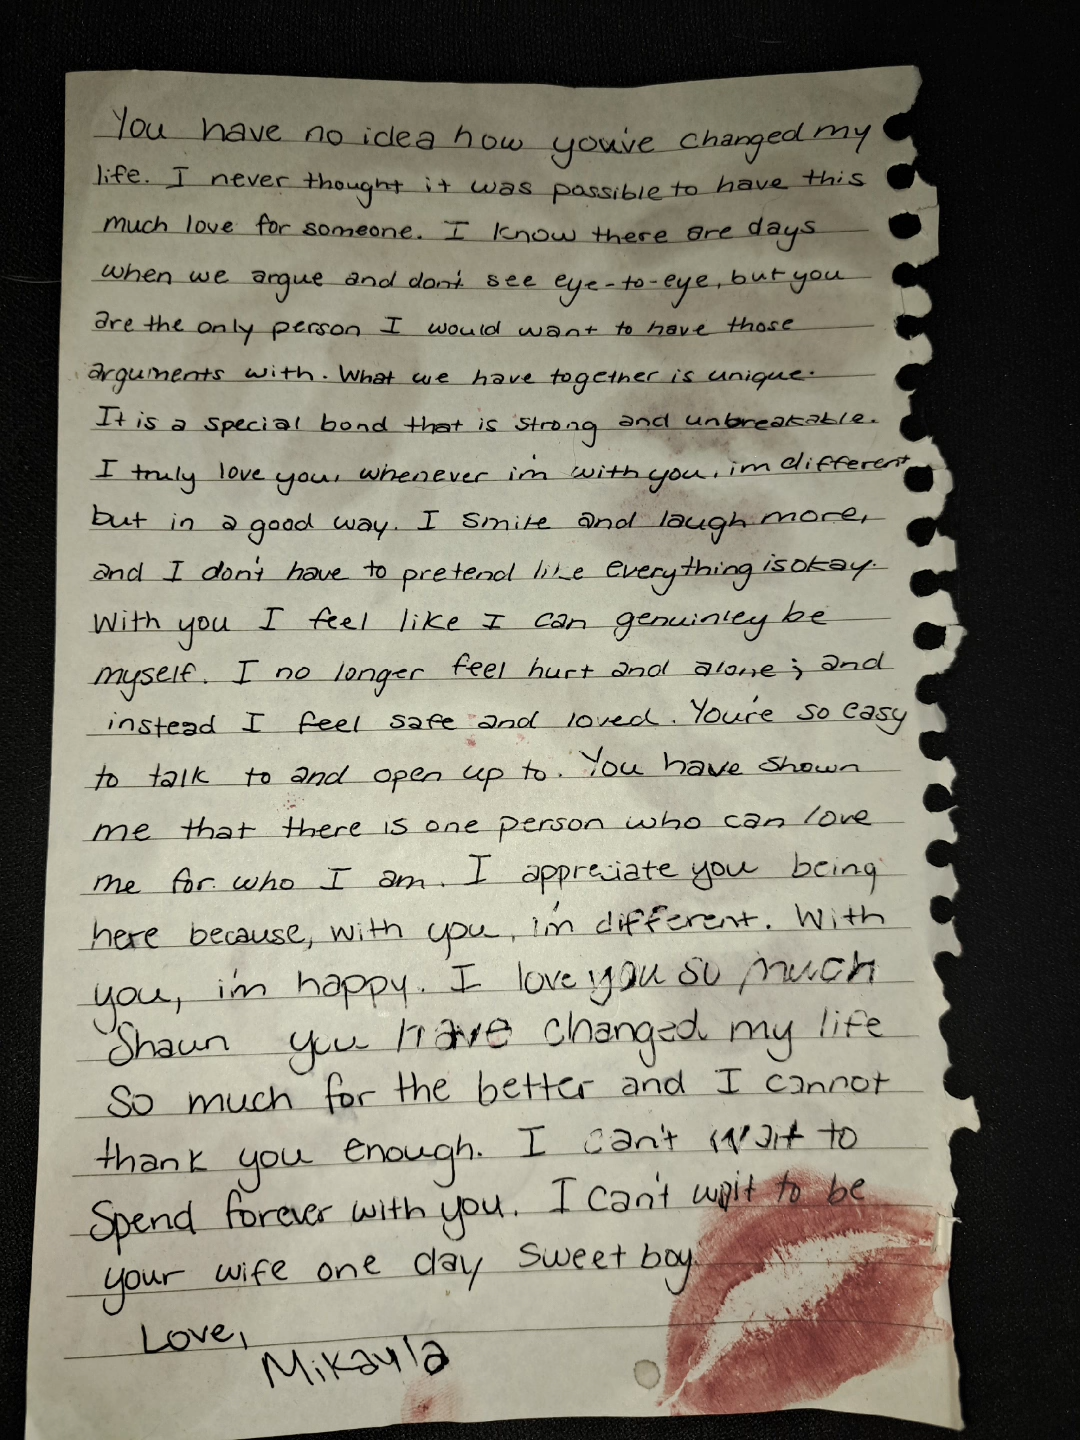 You have no idea how you've changed my
life. I never thought it was possible to have this
much love for someone. I know there are days
when we argue and don't see eye-to-eye, but you
are the only person I would want to have those
arguments with. What we have together is unique.
It is a special bond that is strong and unbreakable.
I truly love you, whenever i'm with you, im different
but in a good way. I smile and laugh more,
and I don't have to pretend like everything is okay.
With you I feel like I can genuinley be
myself. I no longer feel hurt and alone; and
instead I feel safe and loved. You're so easy
to talk to and open up to. You have shown
me that there is one person who can love
me for who I am. I appreciate you being
here because, with you, i'm different. With
you, i'm happy. I love you so much
Shaun you have changed my life
So much for the better and I cannot
thank you enough. I can't wait to
Spend forever with you. I can't wait to be
your wife one day sweet boy.
Love,
Mikayla